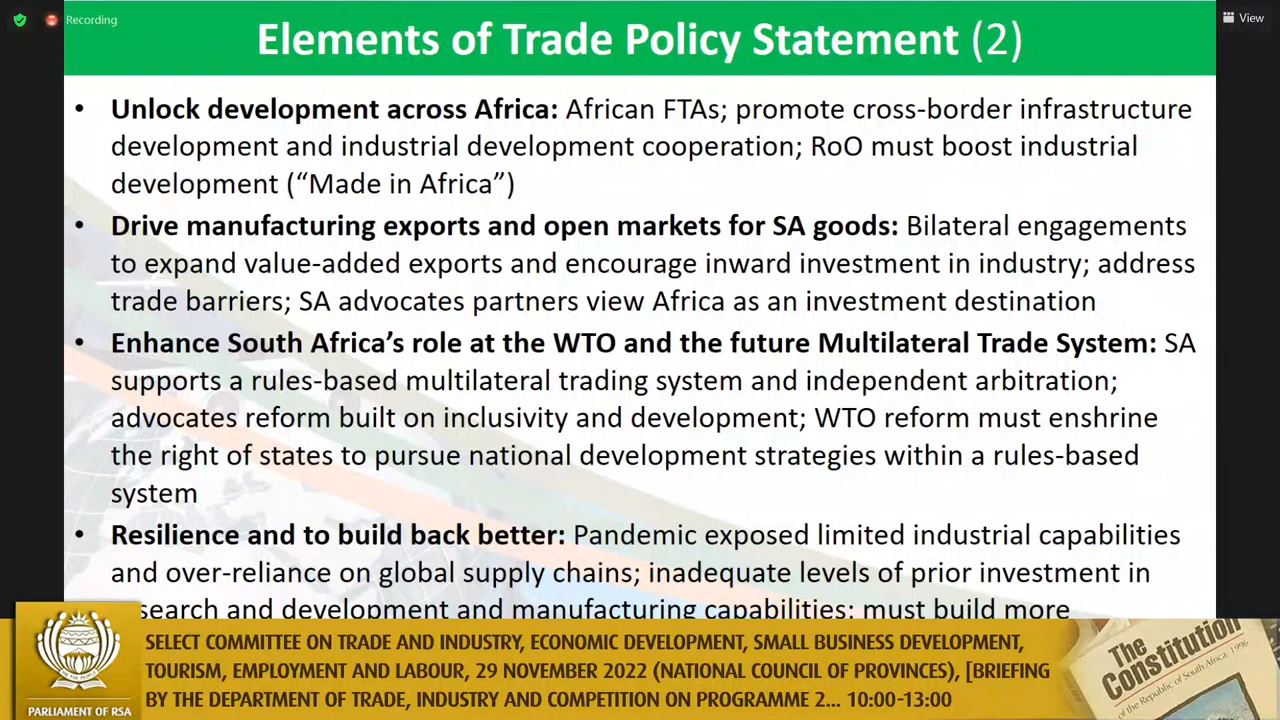 Recording
View
Elements of Trade Policy Statement (2)
• Unlock development across Africa: African FTAs; promote cross-border infrastructure
development and industrial development cooperation; RoO must boost industrial
development (“Made in Africa”)
• Drive manufacturing exports and open markets for SA goods: Bilateral engagements
to expand value-added exports and encourage inward investment in industry; address
trade barriers; SA advocates partners view Africa as an investment destination
• Enhance South Africa’s role at the WTO and the future Multilateral Trade System: SA
supports a rules-based multilateral trading system and independent arbitration;
advocates reform built on inclusivity and development; WTO reform must enshrine
the right of states to pursue national development strategies within a rules-based
system
• Resilience and to build back better: Pandemic exposed limited industrial capabilities
and over-reliance on global supply chains; inadequate levels of prior investment in
search and development and manufacturing capabilities; must build more
SELECT COMMITTEE ON TRADE AND INDUSTRY, ECONOMIC DEVELOPMENT, SMALL BUSINESS DEVELOPMENT,
TOURISM, EMPLOYMENT AND LABOUR, 29 NOVEMBER 2022 (NATIONAL COUNCIL OF PROVINCES), [BRIEFING
BY THE DEPARTMENT OF TRADE, INDUSTRY AND COMPETITION ON PROGRAMME 2... 10:00-13:00
PARLIAMENT OF RSA
The
Constitution
of the Republic of South Africa, 1996